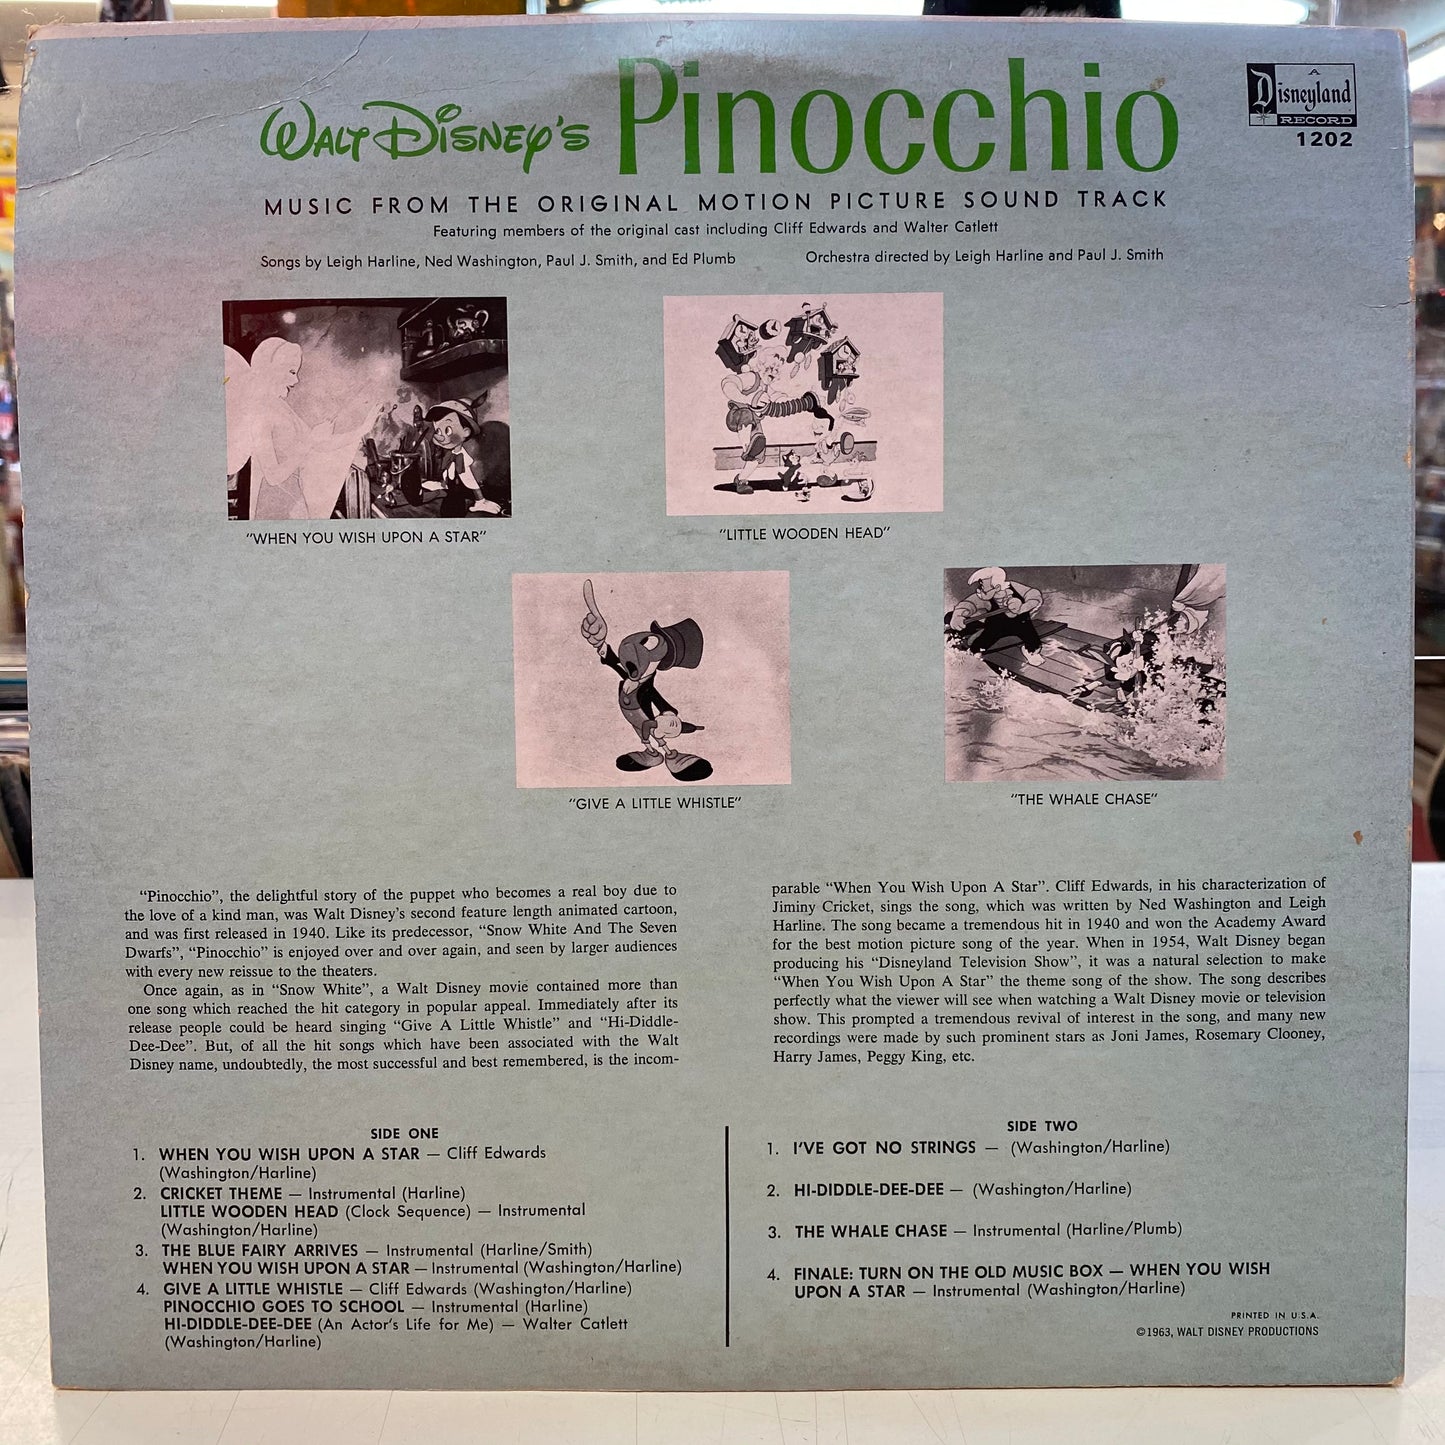 WALT DISNEY'S Pinocchio
A
Disneyland
RECORD
1202
MUSIC FROM THE ORIGINAL MOTION PICTURE SOUND TRACK
Featuring members of the original cast including Cliff Edwards and Walter Catlett
Songs by Leigh Harline, Ned Washington, Paul J. Smith, and Ed Plumb
Orchestra directed by Leigh Harline and Paul J. Smith
"WHEN YOU WISH UPON A STAR"
"LITTLE WOODEN HEAD"
"GIVE A LITTLE WHISTLE"
"THE WHALE CHASE"
"Pinocchio", the delightful story of the puppet who becomes a real boy due to
the love of a kind man, was Walt Disney's second feature length animated cartoon,
and was first released in 1940. Like its predecessor, "Snow White And The Seven
Dwarfs", "Pinocchio" is enjoyed over and over again, and seen by larger audiences
with every new reissue to the theaters.
Once again, as in "Snow White", a Walt Disney movie contained more than
one song which reached the hit category in popular appeal. Immediately after its
release people could be heard singing "Give A Little Whistle" and "Hi-Diddle-
Dee-Dee". But, of all the hit songs which have been associated with the Walt
Disney name, undoubtedly, the most successful and best remembered, is the incom-
parable "When You Wish Upon A Star". Cliff Edwards, in his characterization of
Jiminy Cricket, sings the song, which was written by Ned Washington and Leigh
Harline. The song became a tremendous hit in 1940 and won the Academy Award
for the best motion picture song of the year. When in 1954, Walt Disney began
producing his "Disneyland Television Show", it was a natural selection to make
"When You Wish Upon A Star" the theme song of the show. The song describes
perfectly what the viewer will see when watching a Walt Disney movie or television
show. This prompted a tremendous revival of interest in the song, and many new
recordings were made by such prominent stars as Joni James, Rosemary Clooney,
Harry James, Peggy King, etc.
SIDE ONE
1. WHEN YOU WISH UPON A STAR — Cliff Edwards
(Washington/Harline)
2. CRICKET THEME — Instrumental (Harline)
LITTLE WOODEN HEAD (Clock Sequence) — Instrumental
(Washington/Harline)
3. THE BLUE FAIRY ARRIVES — Instrumental (Harline/Smith)
WHEN YOU WISH UPON A STAR — Instrumental (Washington/Harline)
4. GIVE A LITTLE WHISTLE — Cliff Edwards (Washington/Harline)
PINOCCHIO GOES TO SCHOOL — Instrumental (Harline)
HI-DIDDLE-DEE-DEE (An Actor's Life for Me) — Walter Catlett
(Washington/Harline)
SIDE TWO
1. I'VE GOT NO STRINGS — (Washington/Harline)
2. HI-DIDDLE-DEE-DEE — (Washington/Harline)
3. THE WHALE CHASE — Instrumental (Harline/Plumb)
4. FINALE: TURN ON THE OLD MUSIC BOX — WHEN YOU WISH
UPON A STAR — Instrumental (Washington/Harline)
PRINTED IN U.S.A.
©1963, WALT DISNEY PRODUCTIONS